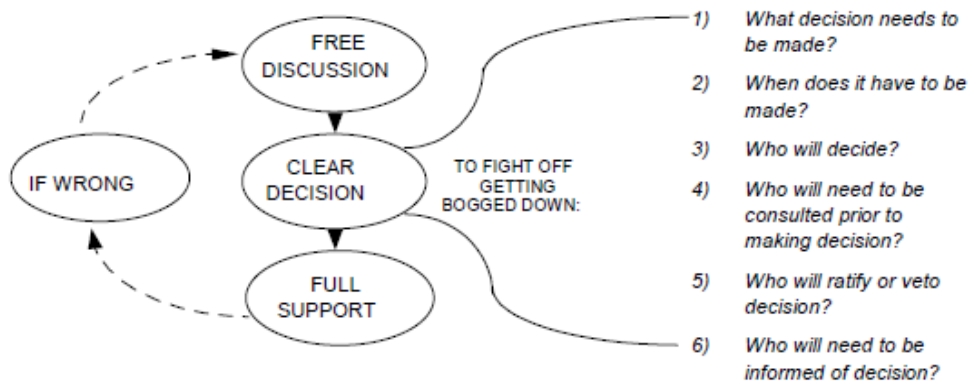 FREE
DISCUSSION
IF WRONG
CLEAR
DECISION
FULL
SUPPORT
TO FIGHT OFF
GETTING
BOGGED DOWN:
1) What decision needs to
be made?
2) When does it have to be
made?
3) Who will decide?
4) Who will need to be
consulted prior to
making decision?
5) Who will ratify or veto
decision?
6) Who will need to be
informed of decision?